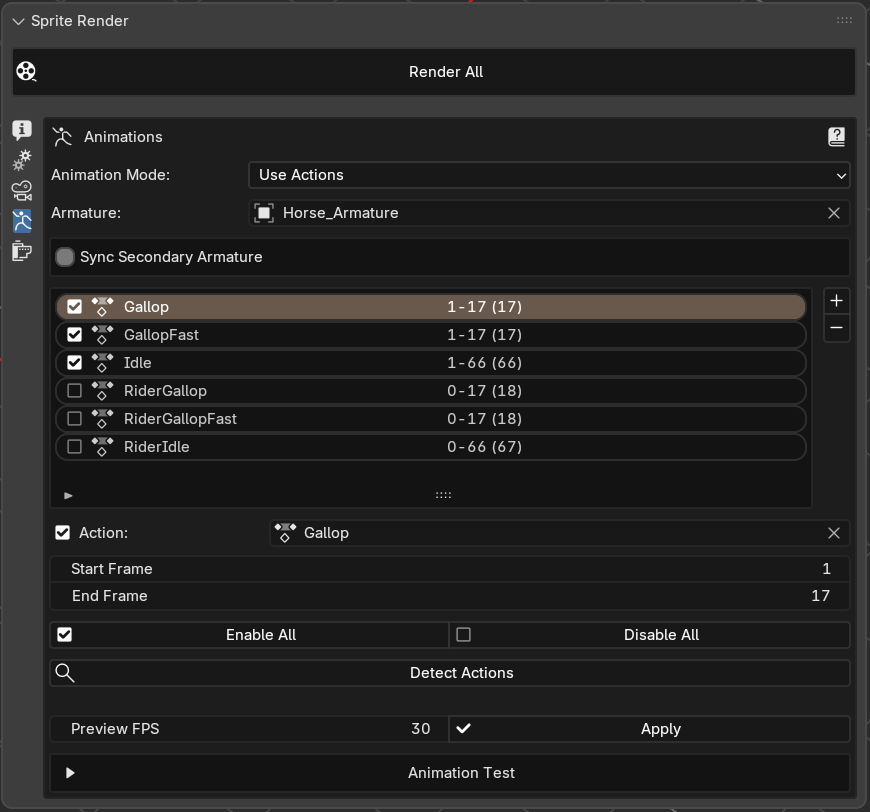 Sprite Render
Render All
Animations
Animation Mode: Use Actions
Armature: Horse_Armature
Sync Secondary Armature
Gallop 1-17 (17)
GallopFast 1-17 (17)
Idle 1-66 (66)
RiderGallop 0-17 (18)
RiderGallopFast 0-17 (18)
RiderIdle 0-66 (67)
Action: Gallop
Start Frame 1
End Frame 17
Enable All Disable All
Detect Actions
Preview FPS 30 Apply
Animation Test